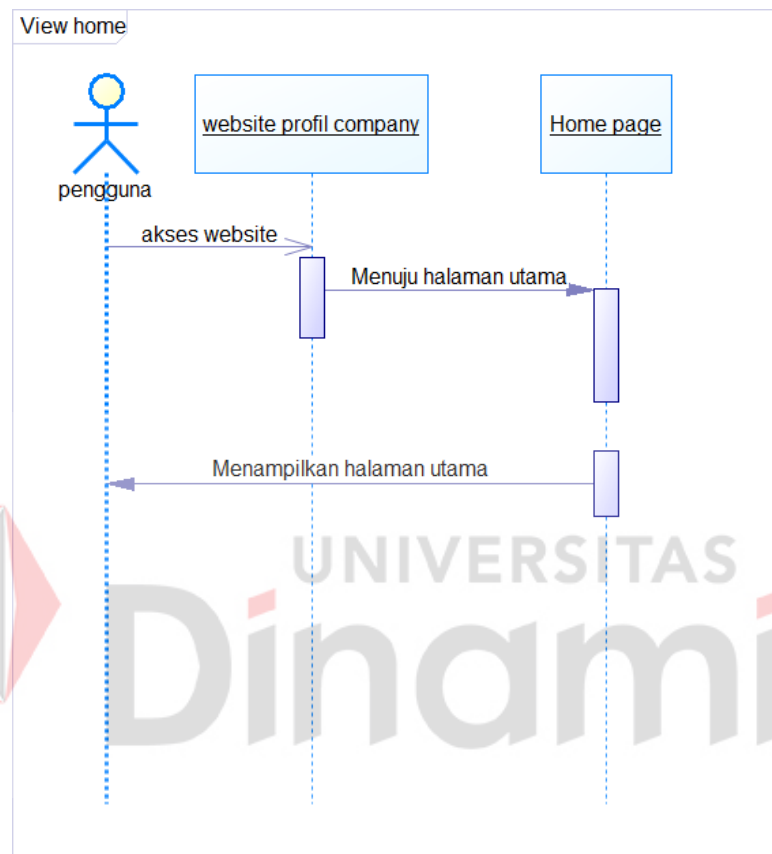 View home
website profil company
Home page
pengguna
akses website
Menuju halaman utama
Menampilkan halaman utama
UNIVERSITAS
Dinami